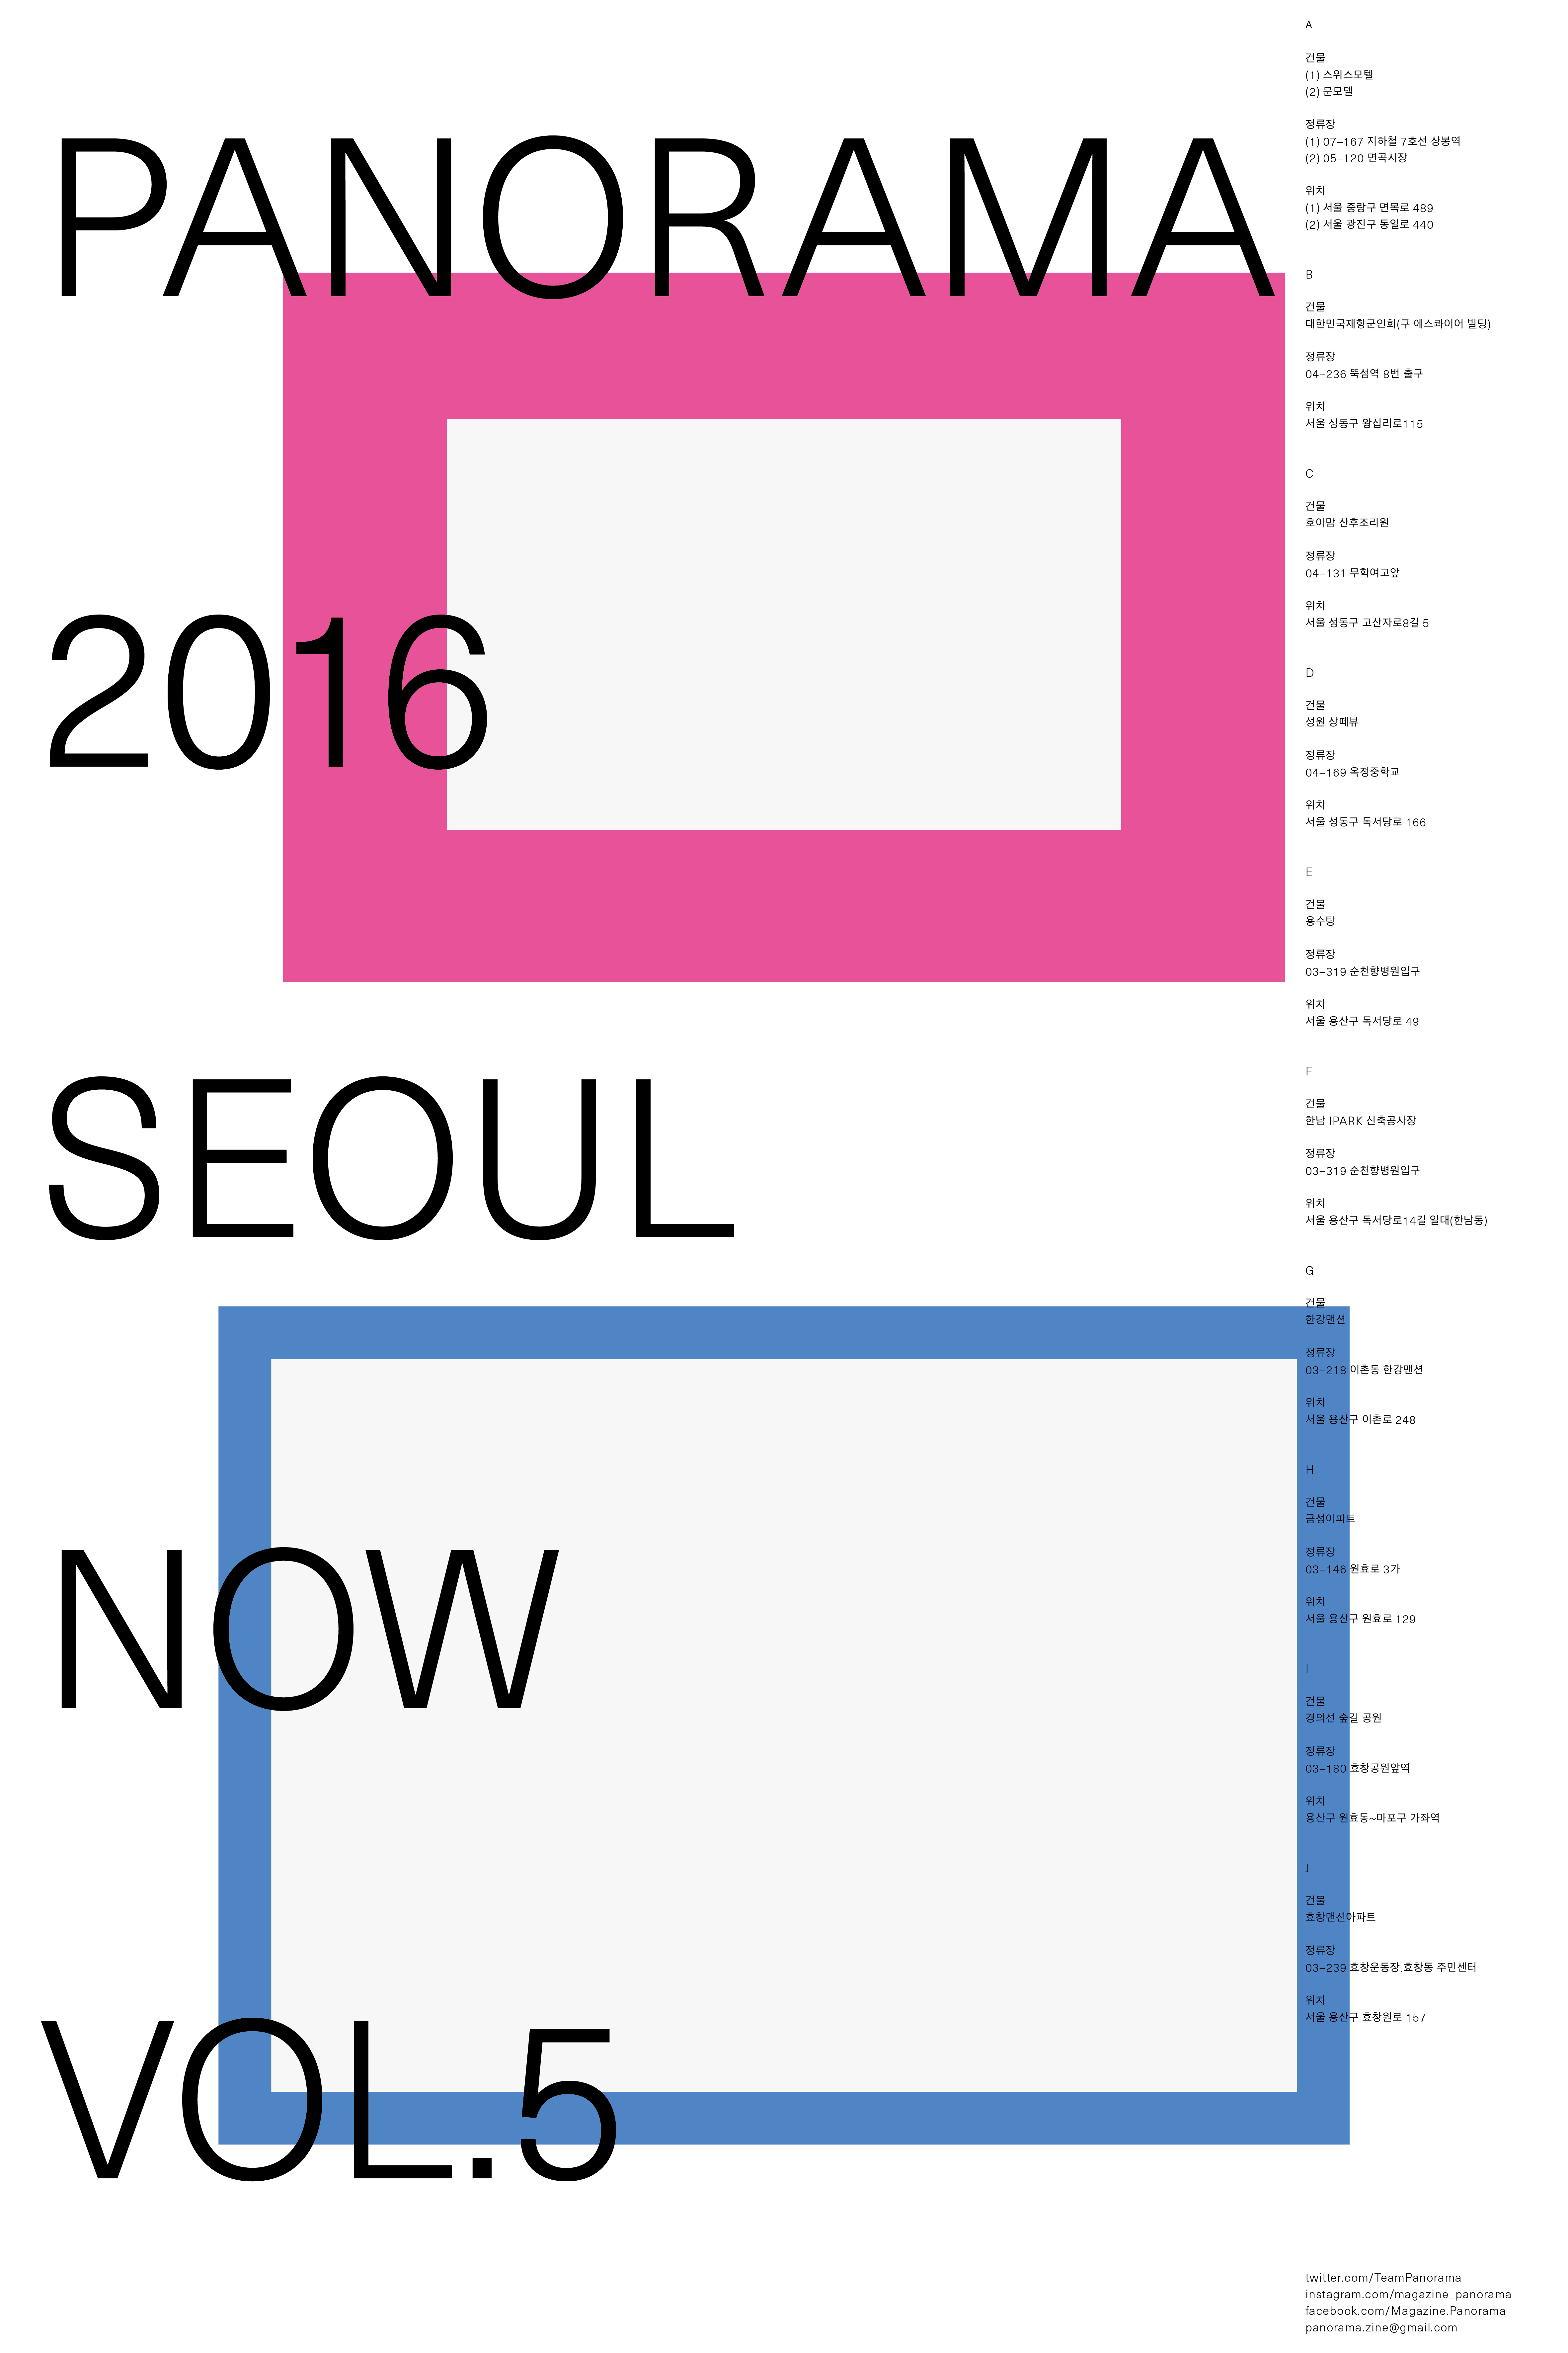 PANORAMA
2016
SEOUL
NOW
VOL.5
A
건물
(1) 스위스모텔
(2) 문모텔
정류장
(1) 07–167 지하철 7호선 상봉역
(2) 05–120 면곡시장
위치
(1) 서울 중랑구 면목로 489
(2) 서울 광진구 동일로 440
B
건물
대한민국재향군인회(구 에스콰이어 빌딩)
정류장
04–236 뚝섬역 8번 출구
위치
서울 성동구 왕십리로115
C
건물
호아맘 산후조리원
정류장
04–131 무학여고앞
위치
서울 성동구 고산자로8길 5
D
건물
성원 상떼뷰
정류장
04–169 옥정중학교
위치
서울 성동구 독서당로 166
E
건물
용수탕
정류장
03–319 순천향병원입구
위치
서울 용산구 독서당로 49
F
건물
한남 IPARK 신축공사장
정류장
03–319 순천향병원입구
위치
서울 용산구 독서당로14길 일대(한남동)
G
건물
한강맨션
정류장
03–218 이촌동 한강맨션
위치
서울 용산구 이촌로 248
H
건물
금성아파트
정류장
03–146 원효로 3가
위치
서울 용산구 원효로 129
I
건물
경의선 숲길 공원
정류장
03–180 효창공원앞역
위치
용산구 원효동~마포구 가좌역
J
건물
효창맨션아파트
정류장
03–239 효창운동장.효창동 주민센터
위치
서울 용산구 효창원로 157
twitter.com/TeamPanorama
instagram.com/magazine_panorama
facebook.com/Magazine.Panorama
panorama.zine@gmail.com